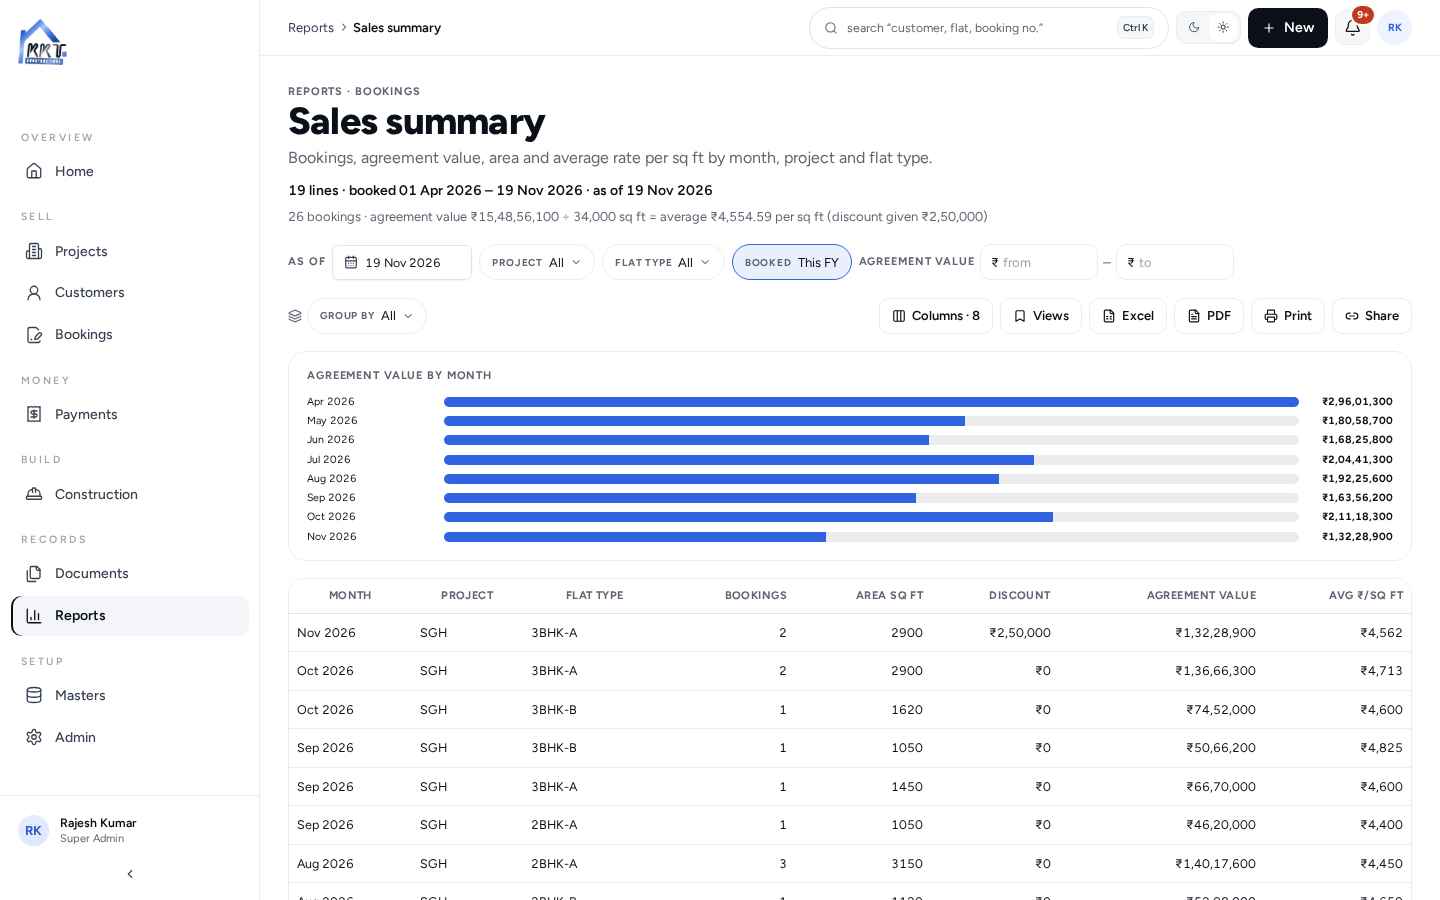 RKT
CONSTRUCTIONS
Reports > Sales summary
search “customer, flat, booking no.”
Ctrl K
+ New
9+
RK
OVERVIEW
Home
SELL
Projects
Customers
Bookings
MONEY
Payments
BUILD
Construction
RECORDS
Documents
Reports
SETUP
Masters
Admin
RK
Rajesh Kumar
Super Admin
REPORTS · BOOKINGS
Sales summary
Bookings, agreement value, area and average rate per sq ft by month, project and flat type.
19 lines · booked 01 Apr 2026 – 19 Nov 2026 · as of 19 Nov 2026
26 bookings · agreement value ₹15,48,56,100 ÷ 34,000 sq ft = average ₹4,554.59 per sq ft (discount given ₹2,50,000)
AS OF 19 Nov 2026 PROJECT All FLAT TYPE All BOOKED This FY AGREEMENT VALUE ₹ from – ₹ to
GROUP BY All Columns · 8 Views Excel PDF Print Share
AGREEMENT VALUE BY MONTH
Apr 2026 ₹2,96,01,300
May 2026 ₹1,80,58,700
Jun 2026 ₹1,68,25,800
Jul 2026 ₹2,04,41,300
Aug 2026 ₹1,92,25,600
Sep 2026 ₹1,63,56,200
Oct 2026 ₹2,11,18,300
Nov 2026 ₹1,32,28,900
MONTH PROJECT FLAT TYPE BOOKINGS AREA SQ FT DISCOUNT AGREEMENT VALUE AVG ₹/SQ FT
Nov 2026 SGH 3BHK-A 2 2900 ₹2,50,000 ₹1,32,28,900 ₹4,562
Oct 2026 SGH 3BHK-A 2 2900 ₹0 ₹1,36,66,300 ₹4,713
Oct 2026 SGH 3BHK-B 1 1620 ₹0 ₹74,52,000 ₹4,600
Sep 2026 SGH 3BHK-B 1 1050 ₹0 ₹50,66,200 ₹4,825
Sep 2026 SGH 3BHK-A 1 1450 ₹0 ₹66,70,000 ₹4,600
Sep 2026 SGH 2BHK-A 1 1050 ₹0 ₹46,20,000 ₹4,400
Aug 2026 SGH 2BHK-A 3 3150 ₹0 ₹1,40,17,600 ₹4,450